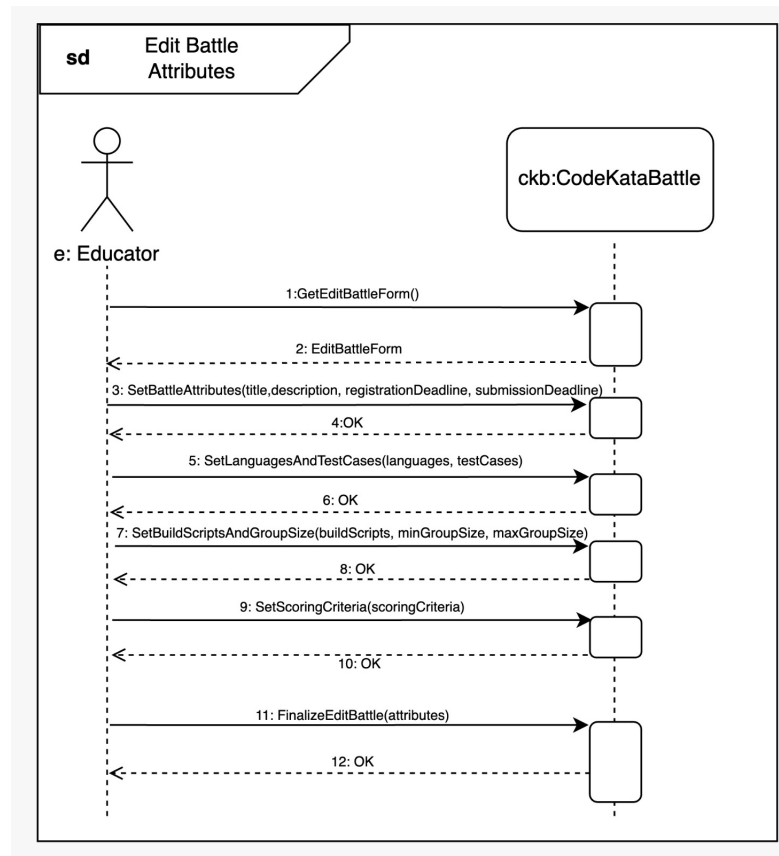 sd
Edit Battle
Attributes
ckb:CodeKataBattle
e: Educator
1:GetEditBattleForm()
2: EditBattleForm
3: SetBattleAttributes(title,description, registrationDeadline, submissionDeadline)
4:OK
5: SetLanguagesAndTestCases(languages, testCases)
6: OK
7: SetBuildScriptsAndGroupSize(buildScripts, minGroupSize, maxGroupSize)
8: OK
9: SetScoringCriteria(scoringCriteria)
10: OK
11: FinalizeEditBattle(attributes)
12: OK